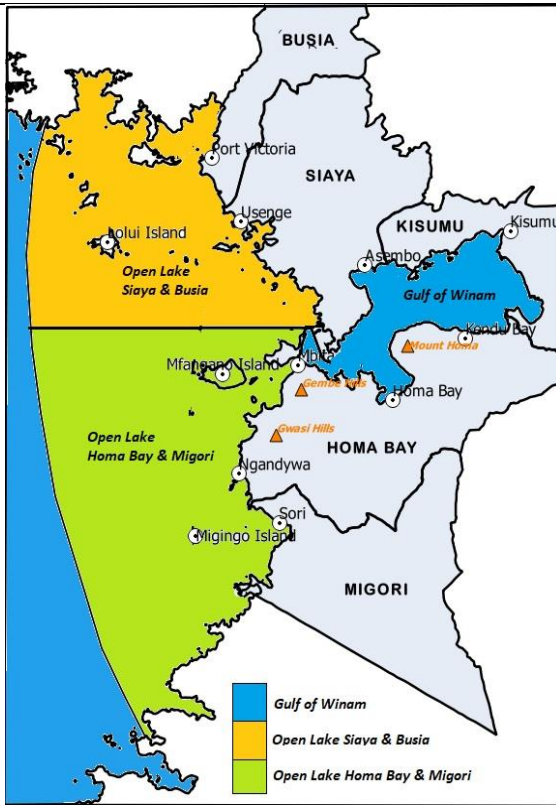 BUSIA
Port Victoria
SIAYA
Usenge
KISUMU
Kisumu
Lolui Island
Asembo
Open Lake
Siaya & Busia
Gulf of Winam
Kendu Bay
Mount Homa
Mbita
Mfangano Island
Gembe Hills
Homa Bay
Gwasi Hills
Open Lake
Homa Bay & Migori
HOMA BAY
Ngandywa
Sori
Migingo Island
MIGORI
Gulf of Winam
Open Lake Siaya & Busia
Open Lake Homa Bay & Migori